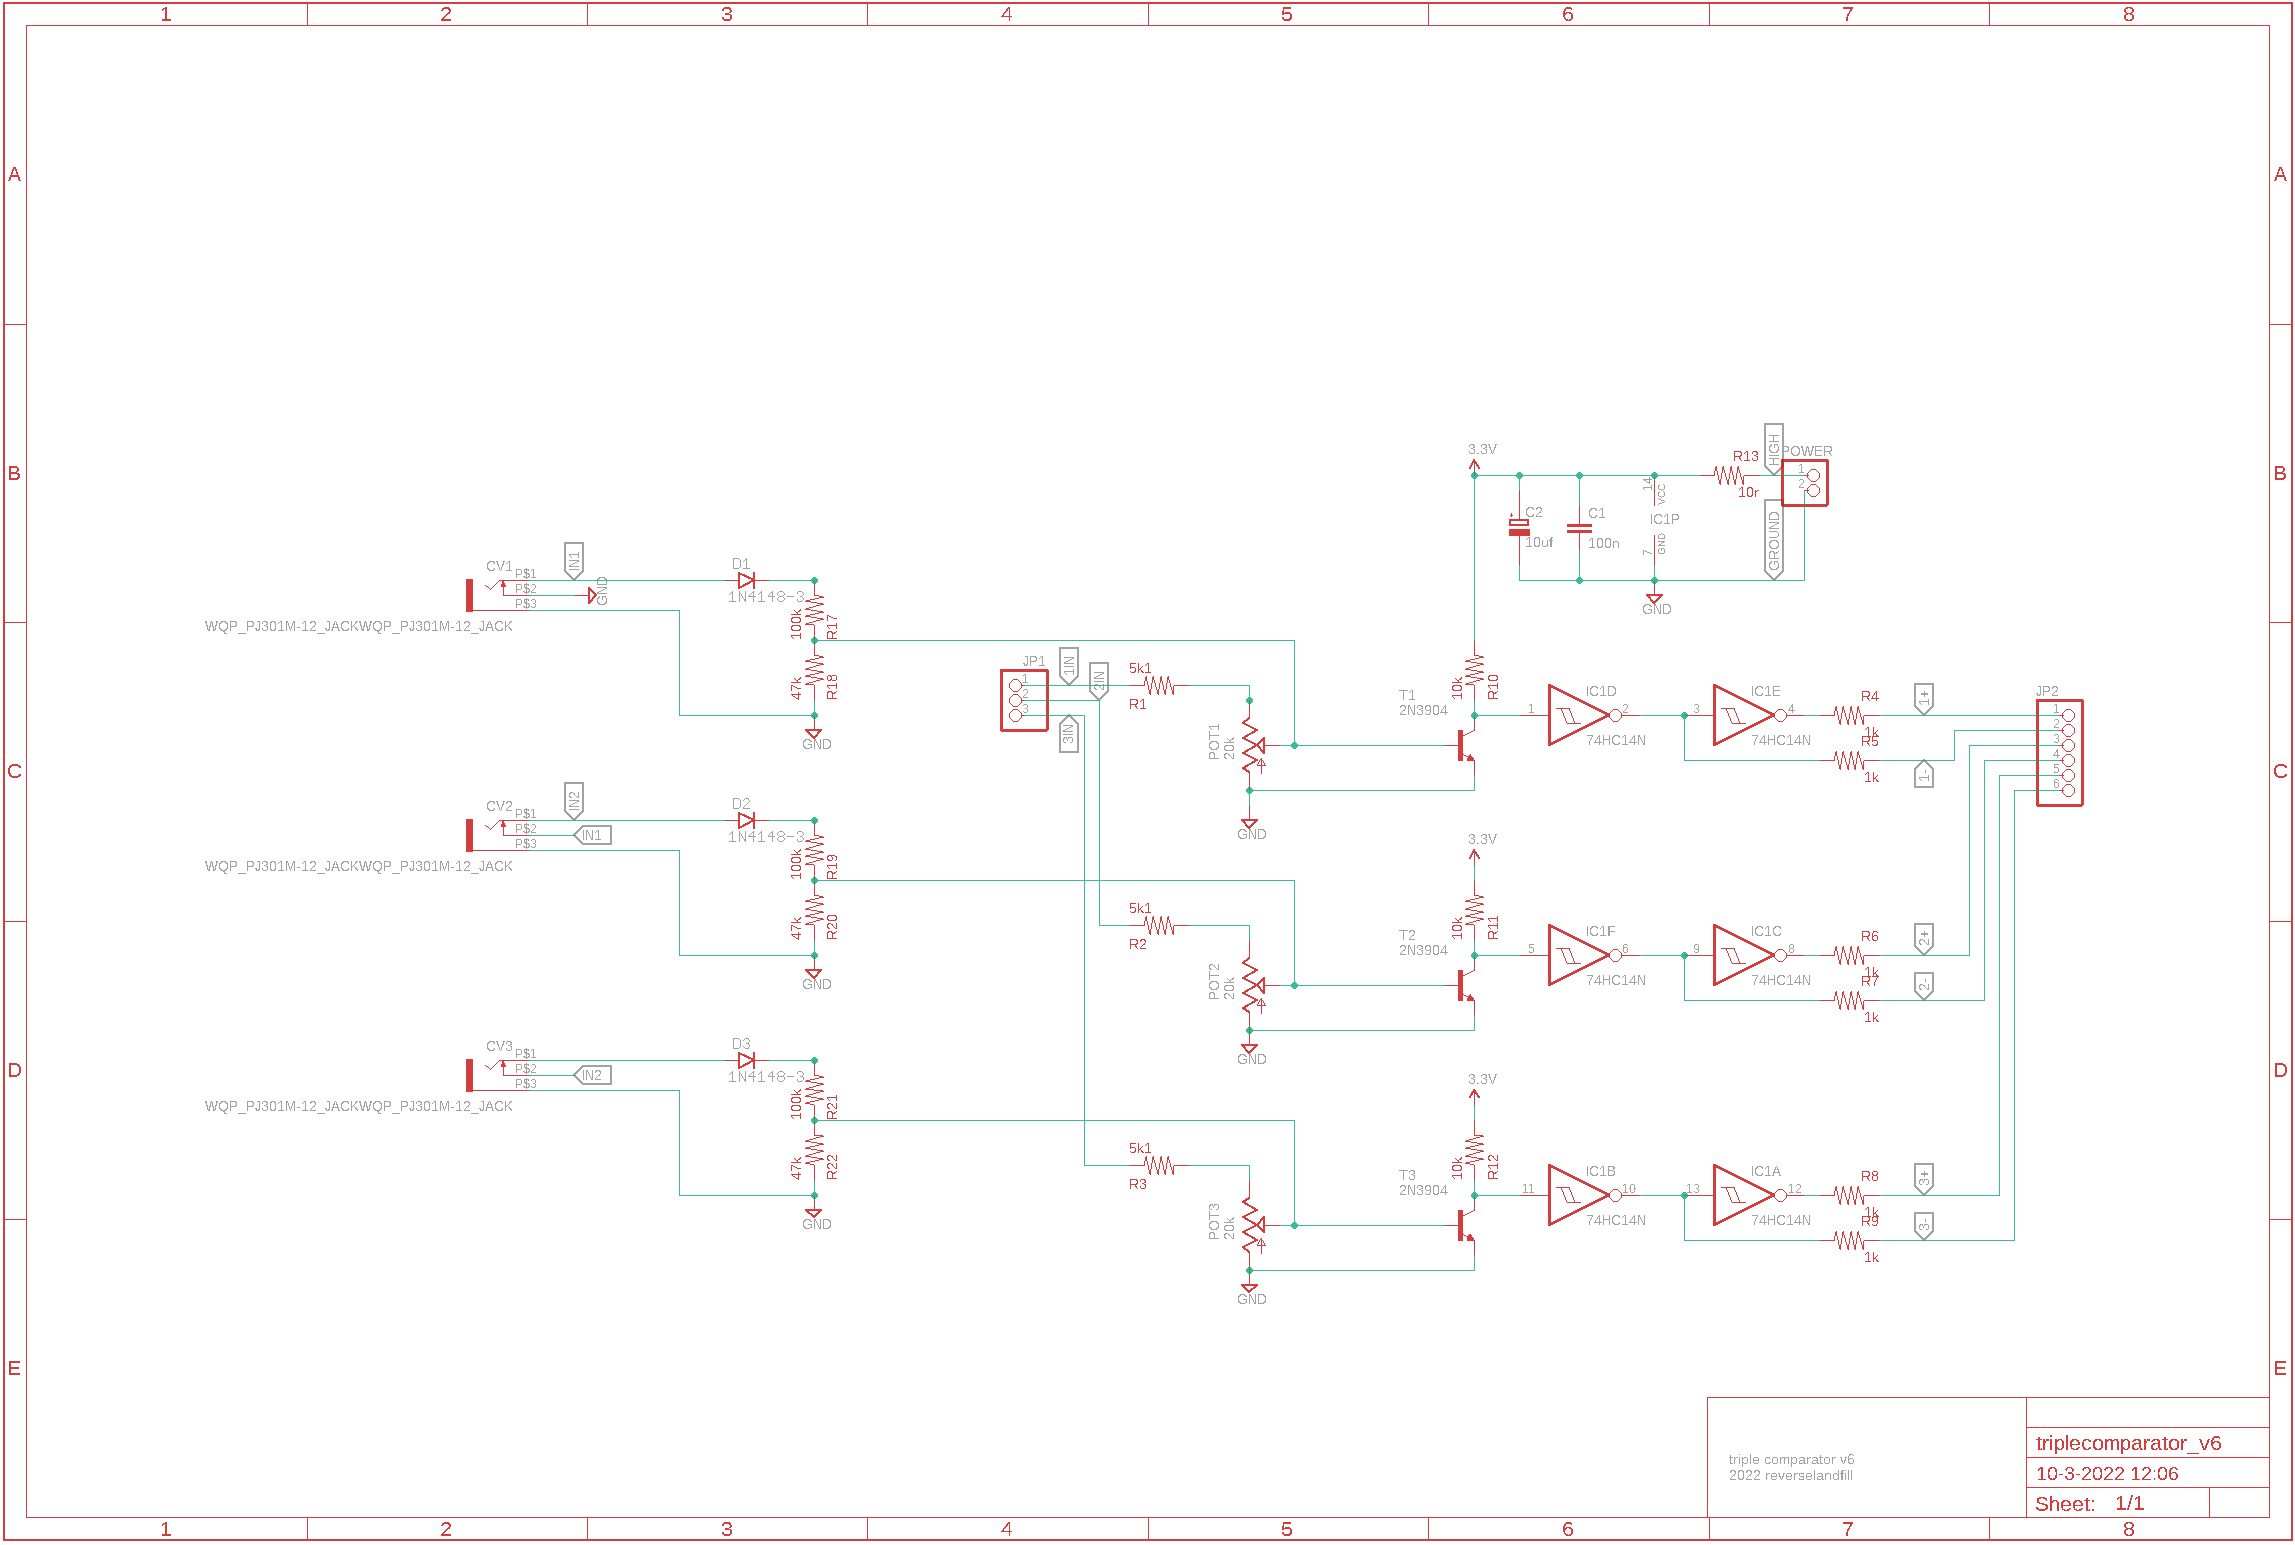 1 2 3 4 5 6 7 8
A A
B B
C C
D D
E E
3.3V
HIGH
POWER
R13
10r
1
2
GROUND
C2
10uf
C1
100n
14
VCC
IC1P
7
GND
GND
CV1
P$1
P$2
P$3
IN1
GND
WQP_PJ301M-12_JACKWQP_PJ301M-12_JACK
D1
1N4148-3
100k
R17
47k
R18
GND
JP1
1
2
3
1IN
2IN
3IN
5k1
R1
POT1
20k
GND
T1
2N3904
10k
R10
1
IC1D
2
74HC14N
3
IC1E
4
74HC14N
R4
1k
R5
1k
1+
1-
JP2
1
2
3
4
5
6
CV2
P$1
P$2
P$3
IN2
IN1
WQP_PJ301M-12_JACKWQP_PJ301M-12_JACK
D2
1N4148-3
100k
R19
47k
R20
GND
5k1
R2
POT2
20k
GND
3.3V
T2
2N3904
10k
R11
5
IC1F
6
74HC14N
9
IC1C
8
74HC14N
R6
1k
R7
1k
2+
2-
CV3
P$1
P$2
P$3
IN2
WQP_PJ301M-12_JACKWQP_PJ301M-12_JACK
D3
1N4148-3
100k
R21
47k
R22
GND
5k1
R3
POT3
20k
GND
3.3V
T3
2N3904
10k
R12
11
IC1B
10
74HC14N
13
IC1A
12
74HC14N
R8
1k
R9
1k
3+
3-
triple comparator v6
2022 reverselandfill
triplecomparator_v6
10-3-2022 12:06
Sheet: 1/1
1 2 3 4 5 6 7 8